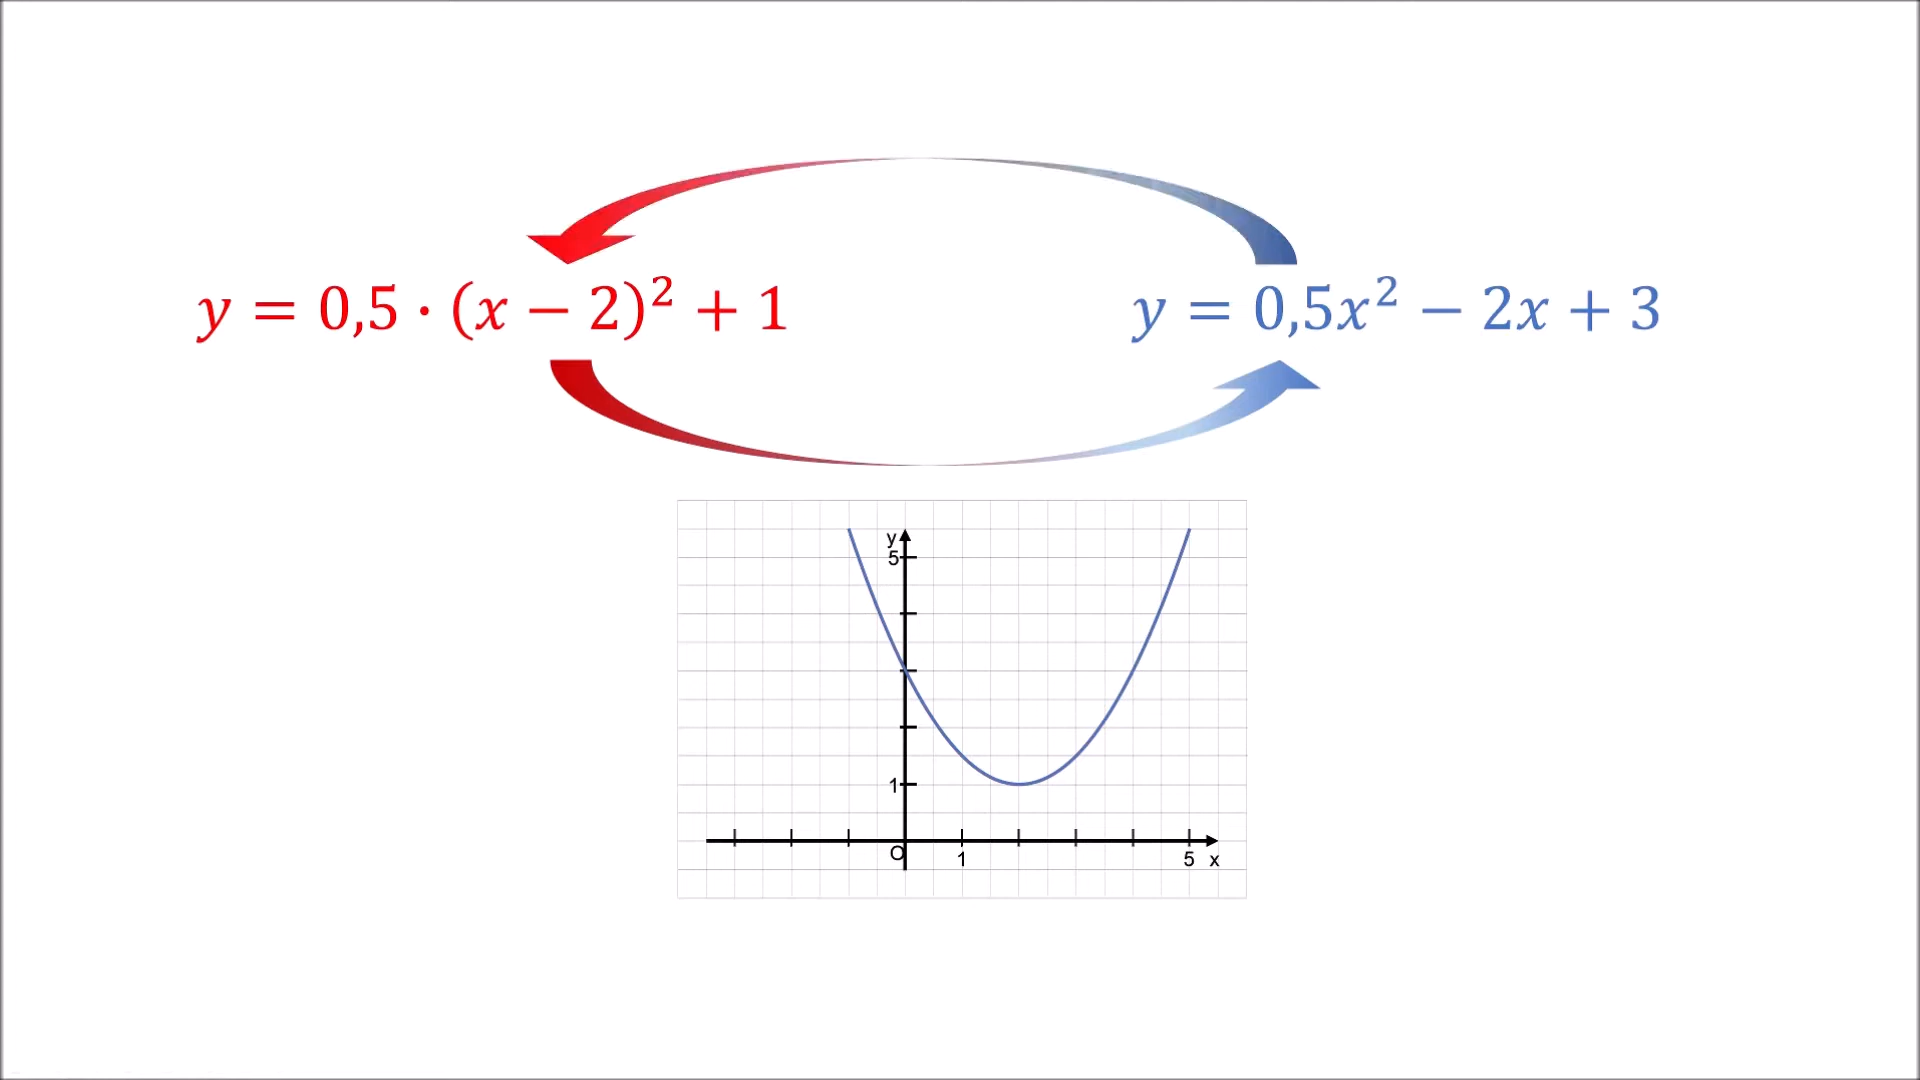 y = 0,5 · (x − 2)² + 1
y = 0,5x² − 2x + 3
y
5
1
O
1
5
x